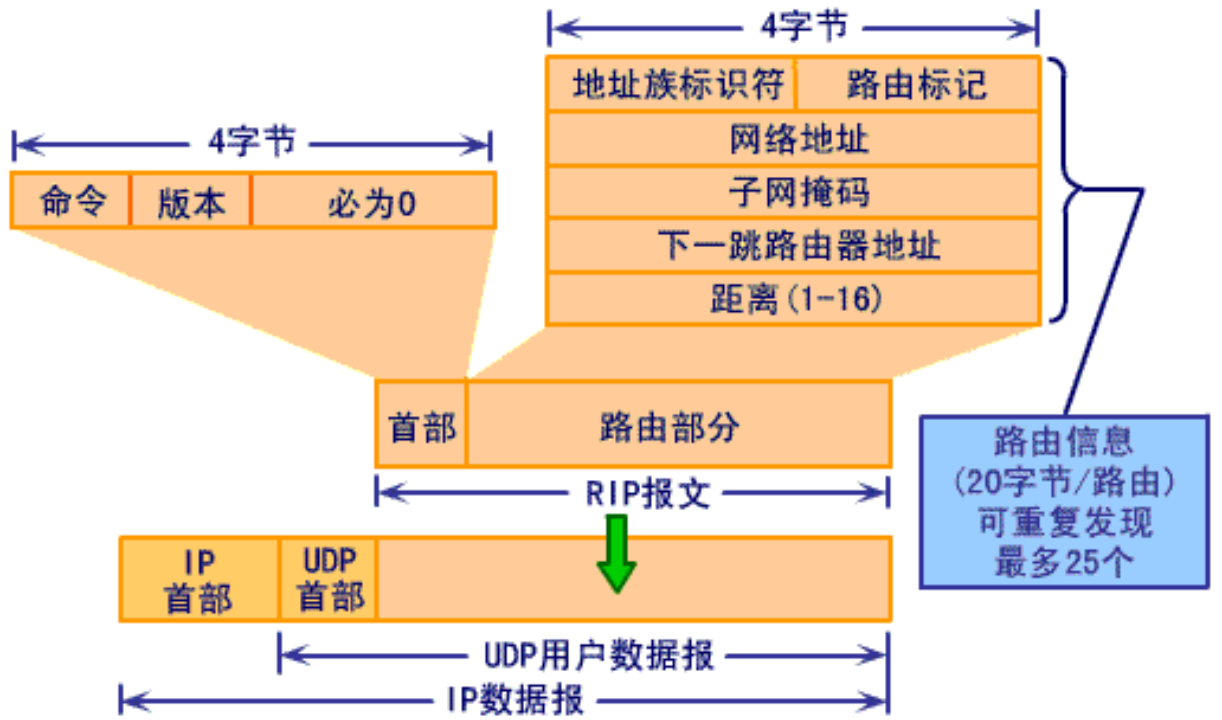 4字节
地址族标识符 路由标记
网络地址
子网掩码
下一跳路由器地址
距离(1-16)
4字节
命令 版本 必为0
首部 路由部分
RIP报文
路由信息
(20字节/路由)
可重复发现
最多25个
IP
首部
UDP
首部
UDP用户数据报
IP数据报